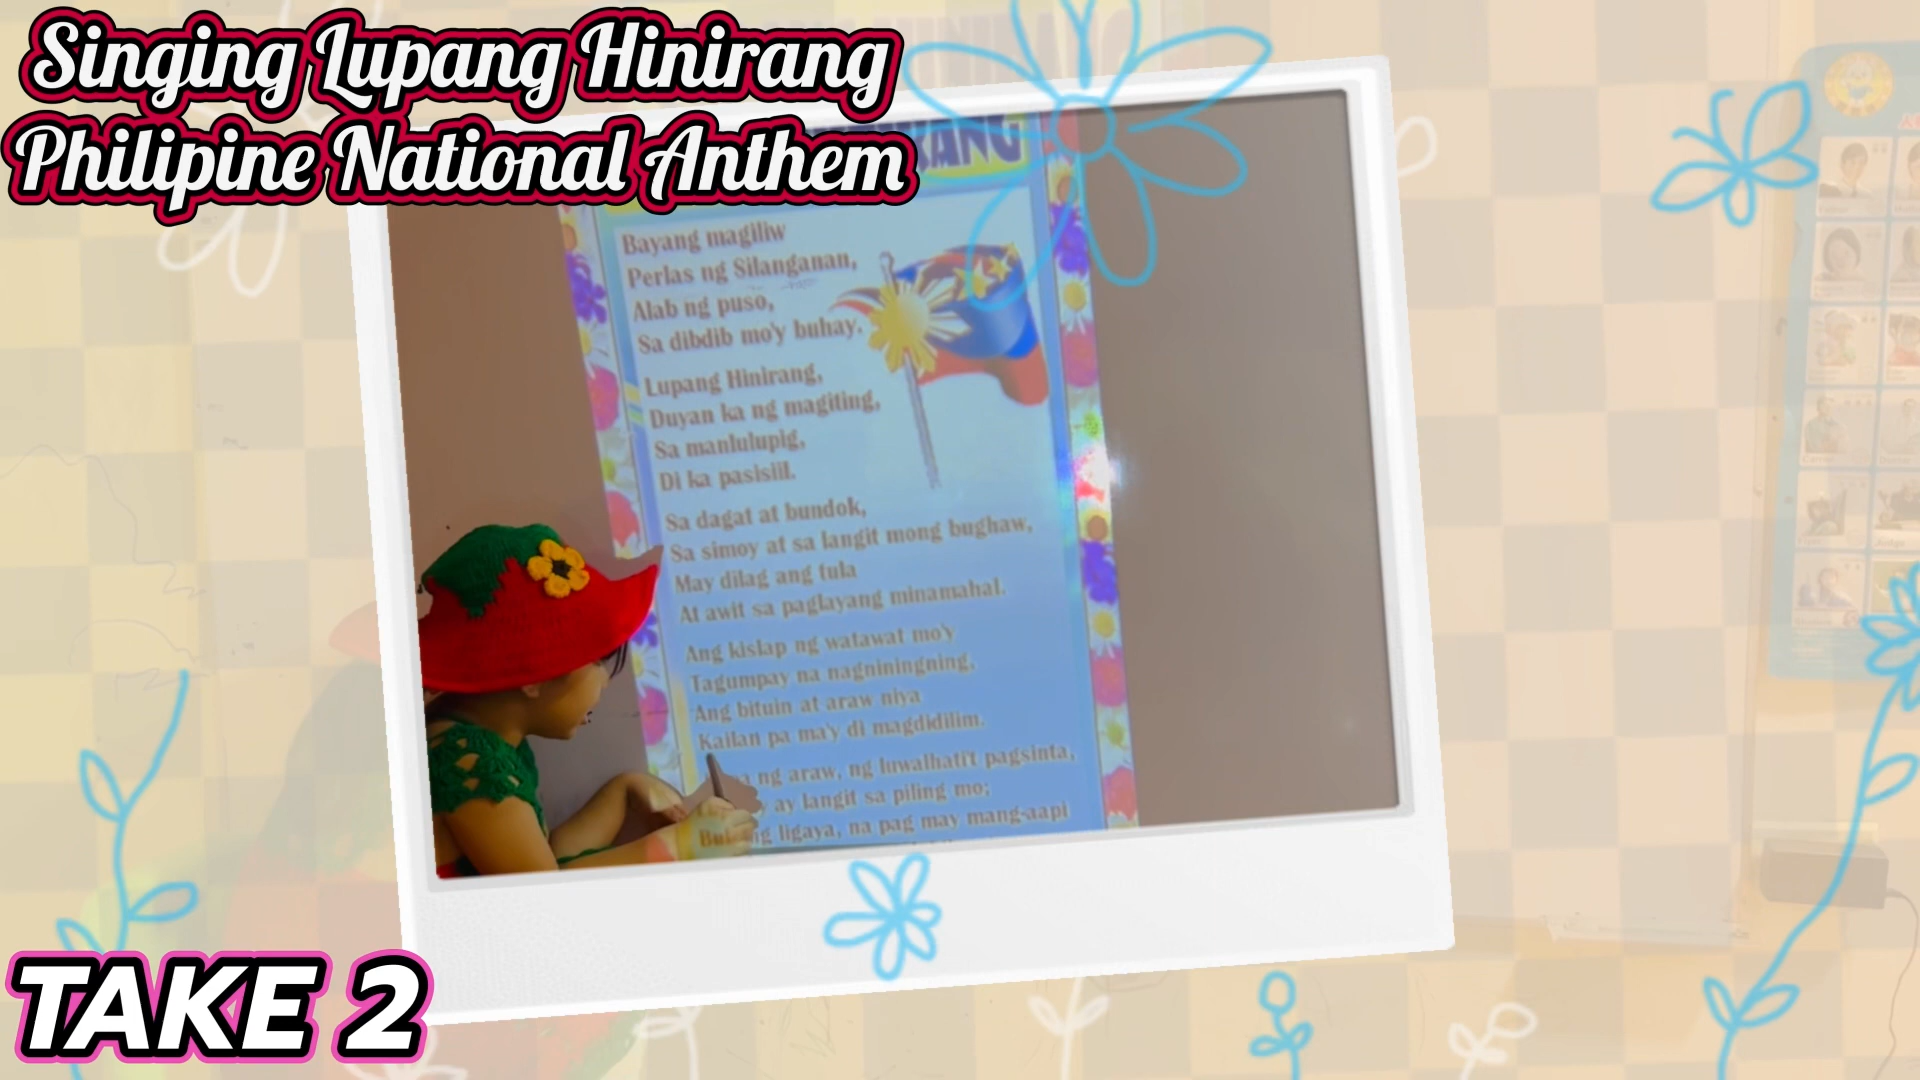 Singing Lupang Hinirang
Philipine National Anthem
Bayang magiliw
Perlas ng Silanganan,
Alab ng puso,
Sa dibdib mo'y buhay.
Lupang Hinirang,
Duyan ka ng magiting,
Sa manlulupig,
Di ka pasisiil.
Sa dagat at bundok,
Sa simoy at sa langit mong bughaw,
May dilag ang tula
At awit sa paglayang minamahal.
Ang kislap ng watawat mo'y
Tagumpay na nagniningning,
Ang bituin at araw niya
Kailan pa ma'y di magdidilim.
ng araw, ng luwalhati't pagsinta,
ay langit sa piling mo;
ligaya, na pag may mang-aapi
TAKE 2